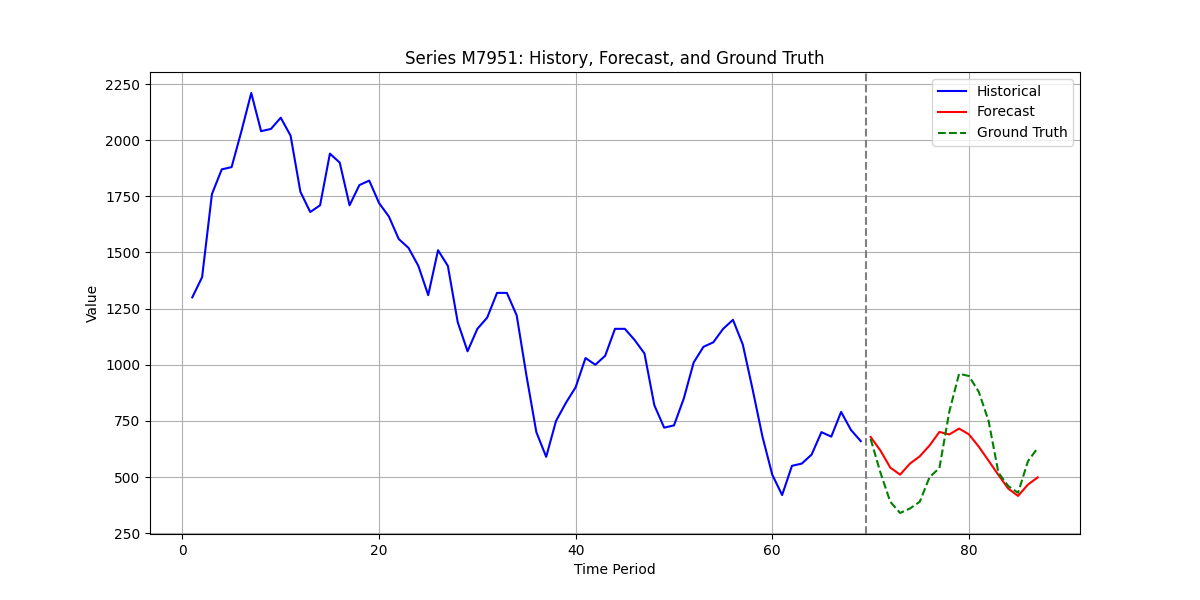 Series M7951: History, Forecast, and Ground Truth
Historical
Forecast
Ground Truth
2250
2000
1750
1500
1250
1000
750
500
250
Value
0
20
40
60
80
Time Period